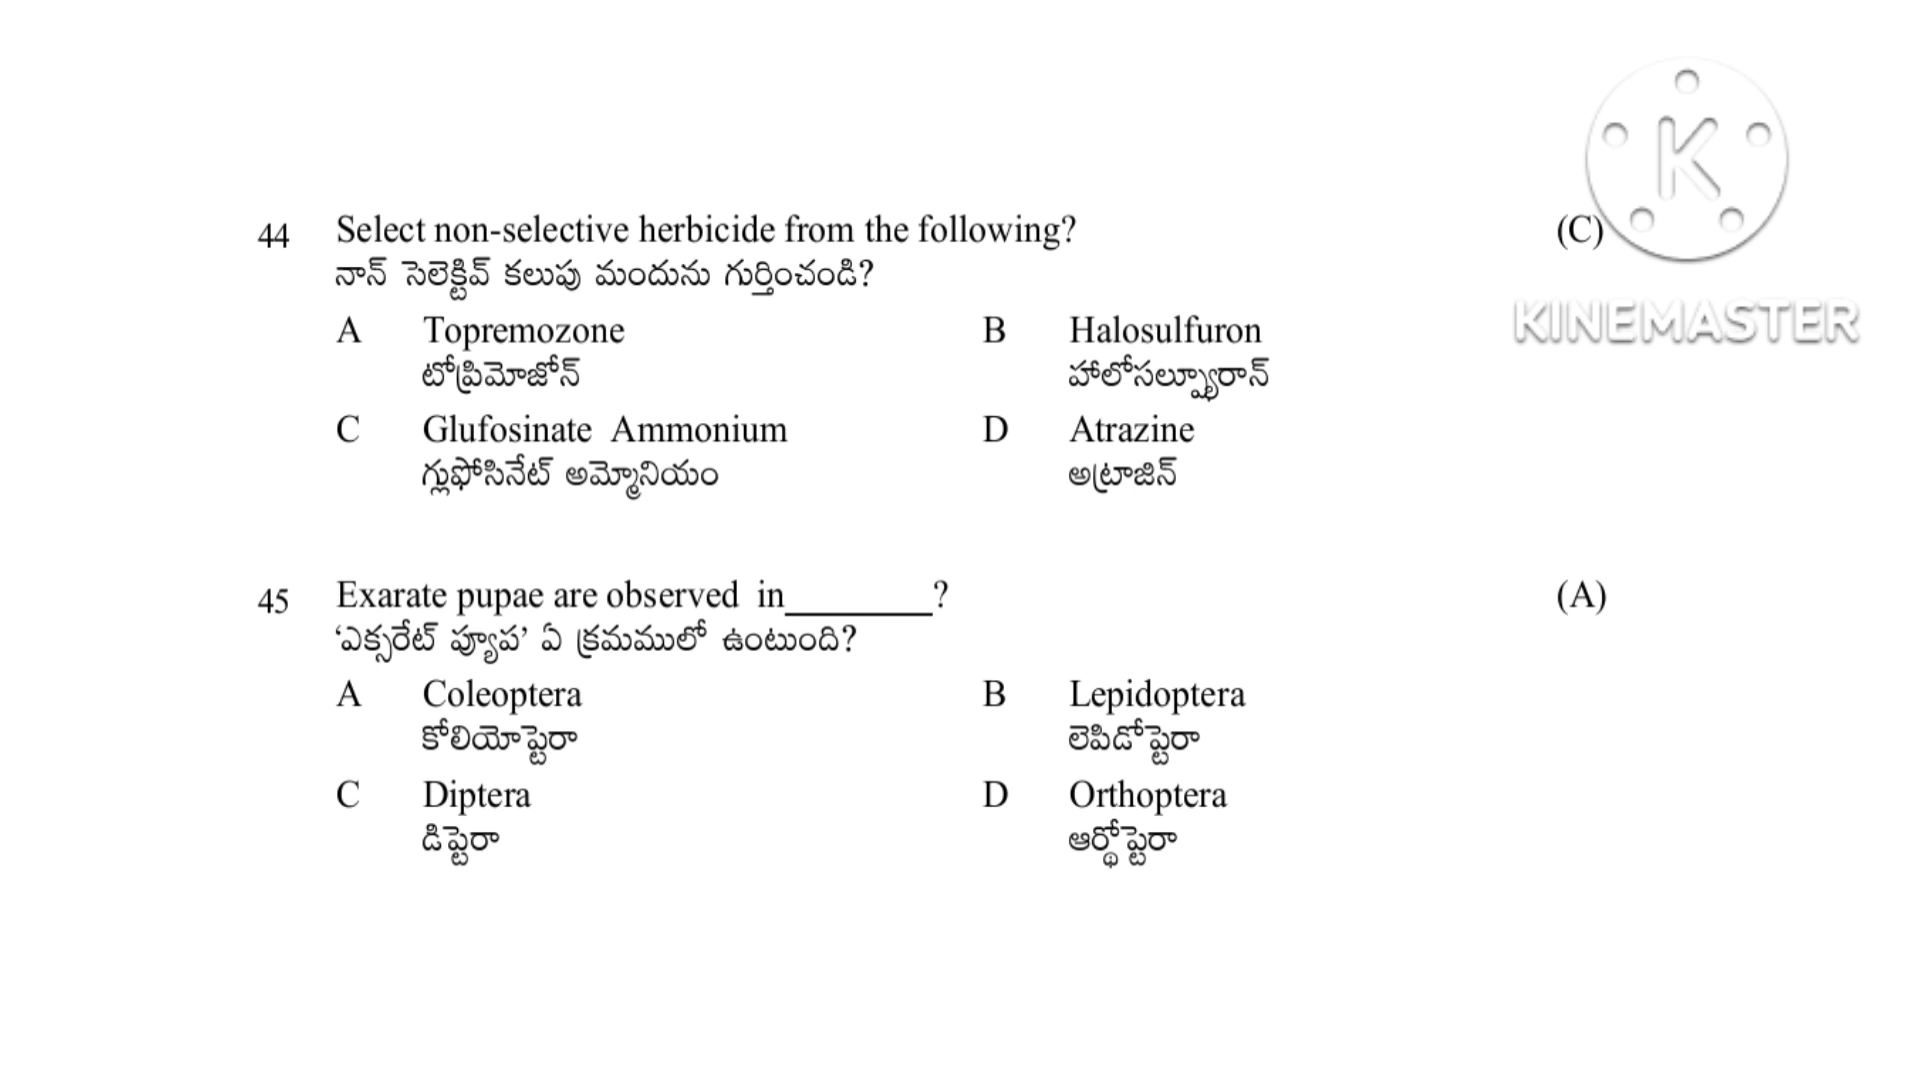 44 Select non-selective herbicide from the following? (C)
నాన్ సెలెక్టివ్ కలుపు మందును గుర్తించండి?
A Topremozone B Halosulfuron
టోప్రిమోజోన్ హాలోసల్ఫ్యూరాన్
C Glufosinate Ammonium D Atrazine
గ్లుఫోసినేట్ అమ్మోనియం అట్రాజిన్
45 Exarate pupae are observed in________? (A)
‘ఎక్సరేట్ ప్యూప’ ఏ క్రమములో ఉంటుంది?
A Coleoptera B Lepidoptera
కోలియోప్టెరా లెపిడోప్టెరా
C Diptera D Orthoptera
డిప్టెరా ఆర్థోప్టెరా
K
KINEMASTER